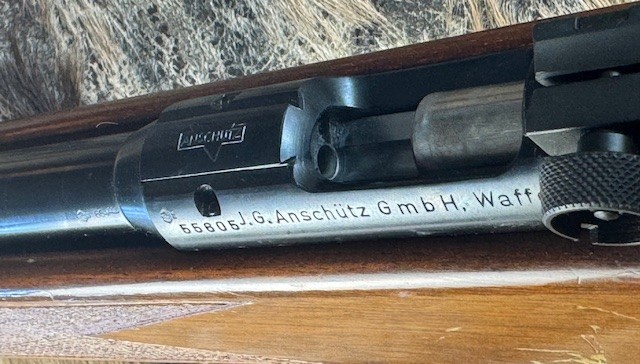 ANSCHÜTZ
55805 J.G.Anschütz GmbH, Waff